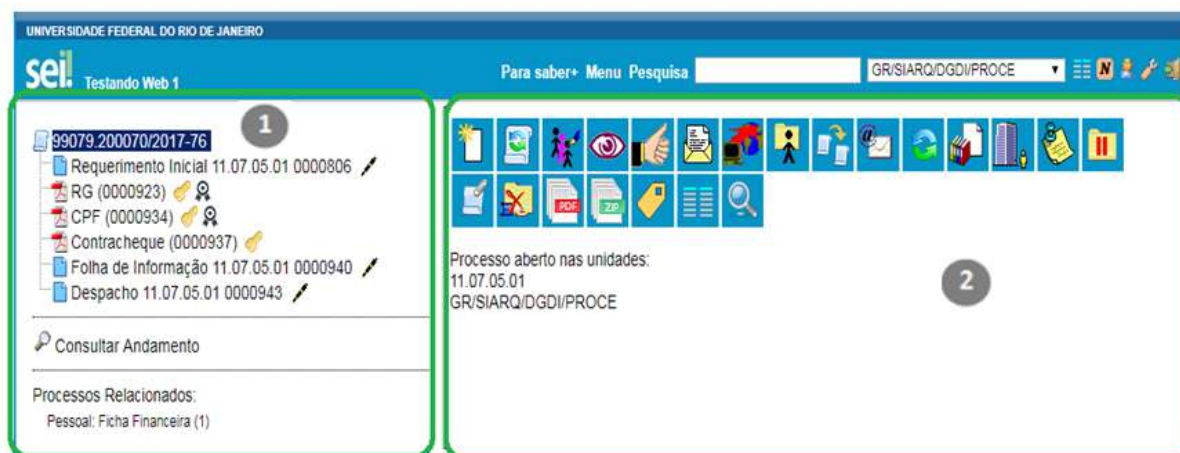 UNIVERSIDADE FEDERAL DO RIO DE JANEIRO
sei! Testando Web 1
Para saber+ Menu Pesquisa
GR/SIARQ/DGDI/PROCE
N
1
99079.200070/2017-76
Requerimento Inicial 11.07.05.01 0000806
RG (0000923)
CPF (0000934)
Contracheque (0000937)
Folha de Informação 11.07.05.01 0000940
Despacho 11.07.05.01 0000943
Consultar Andamento
Processos Relacionados:
Pessoal: Ficha Financeira (1)
PDF
ZIP
Processo aberto nas unidades:
11.07.05.01
GR/SIARQ/DGDI/PROCE
2